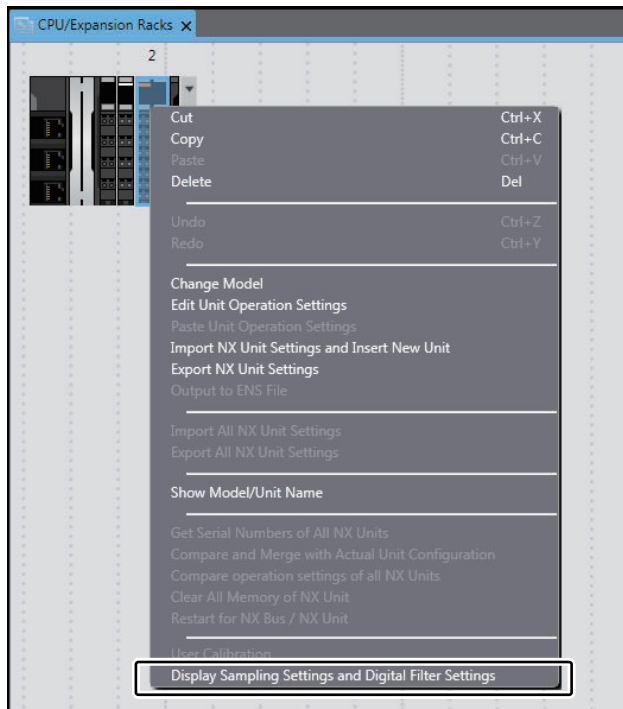 CPU/Expansion Racks
2
Cut Ctrl+X
Copy Ctrl+C
Paste Ctrl+V
Delete Del
Undo Ctrl+Z
Redo Ctrl+Y
Change Model
Edit Unit Operation Settings
Paste Unit Operation Settings
Import NX Unit Settings and Insert New Unit
Export NX Unit Settings
Output to ENS File
Import All NX Unit Settings
Export All NX Unit Settings
Show Model/Unit Name
Get Serial Numbers of All NX Units
Compare and Merge with Actual Unit Configuration
Compare operation settings of all NX Units
Clear All Memory of NX Unit
Restart for NX Bus / NX Unit
User Calibration
Display Sampling Settings and Digital Filter Settings